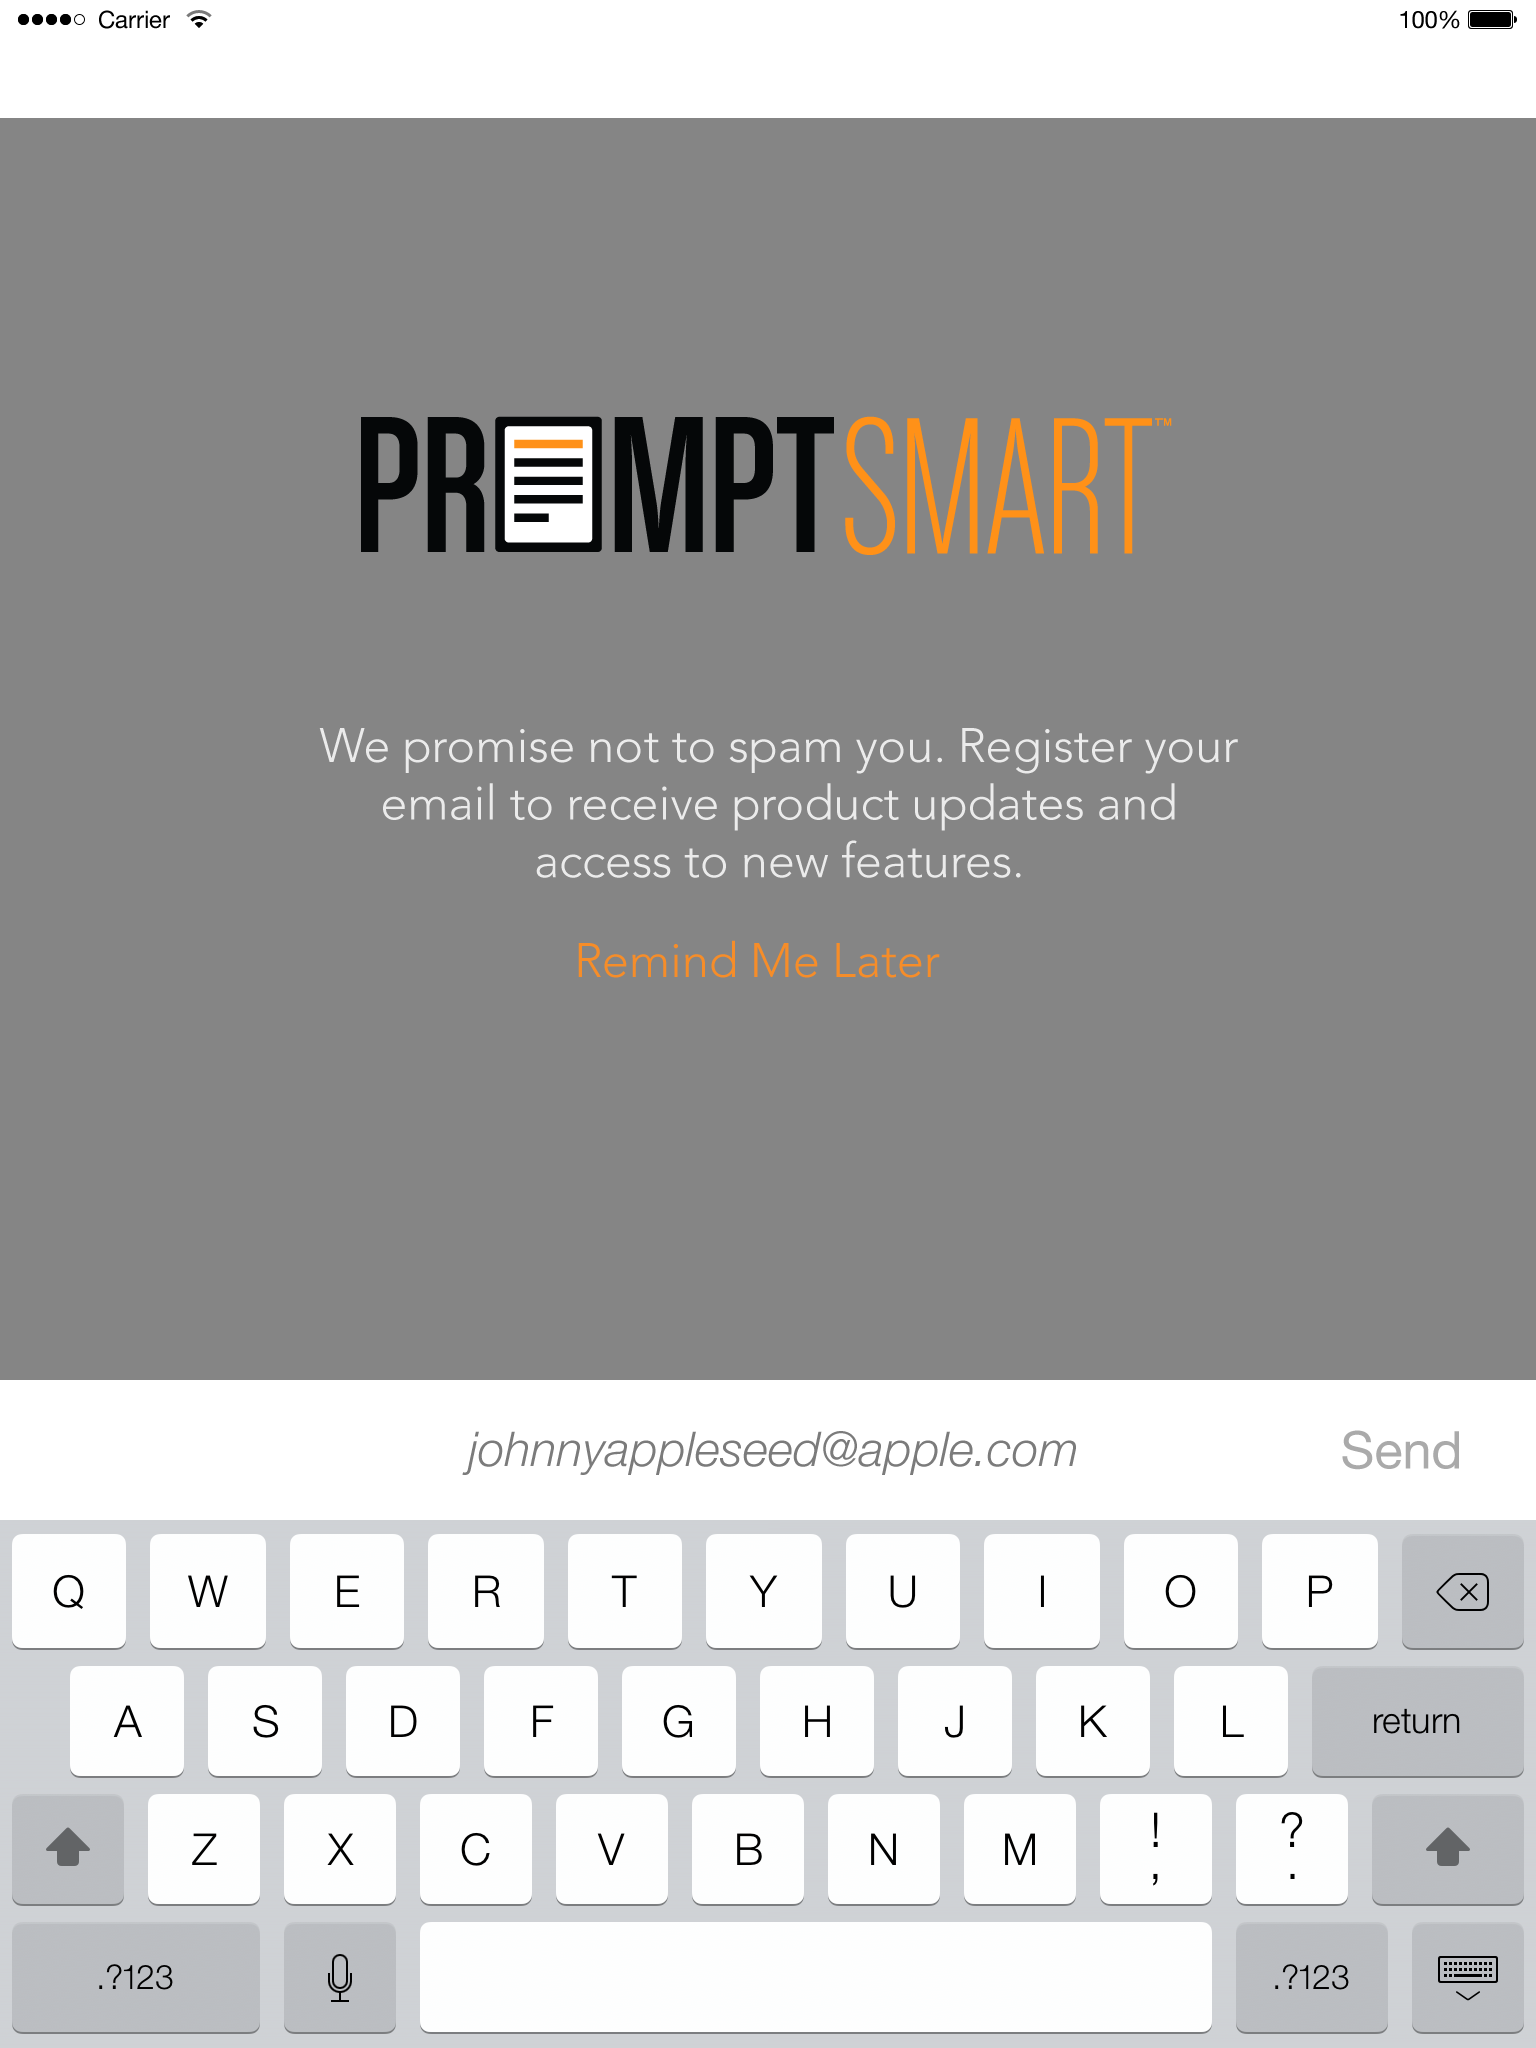 Carrier
100%
PROMPTSMART™
We promise not to spam you. Register your
email to receive product updates and
access to new features.
Remind Me Later
johnnyappleseed@apple.com
Send
Q W E R T Y U I O P
A S D F G H J K L return
Z X C V B N M ! , ? .
.?123 .?123